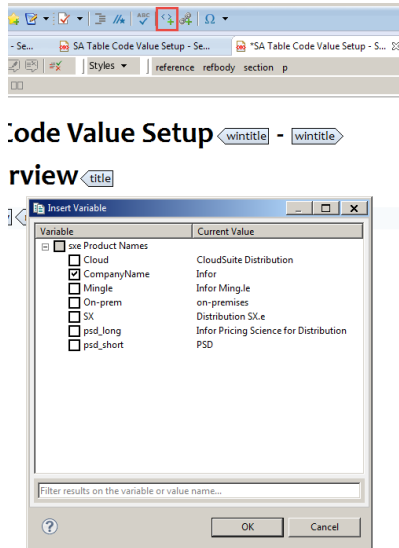 ABC Ω
- Se... SA Table Code Value Setup - Se... *SA Table Code Value Setup - S...
Styles reference refbody section p
Code Value Setup wintitle - wintitle
rview title
Insert Variable
Variable Current Value
sxe Product Names
Cloud CloudSuite Distribution
CompanyName Infor
Mingle Infor Ming.le
On-prem on-premises
SX Distribution SX.e
psd_long Infor Pricing Science for Distribution
psd_short PSD
Filter results on the variable or value name...
? OK Cancel